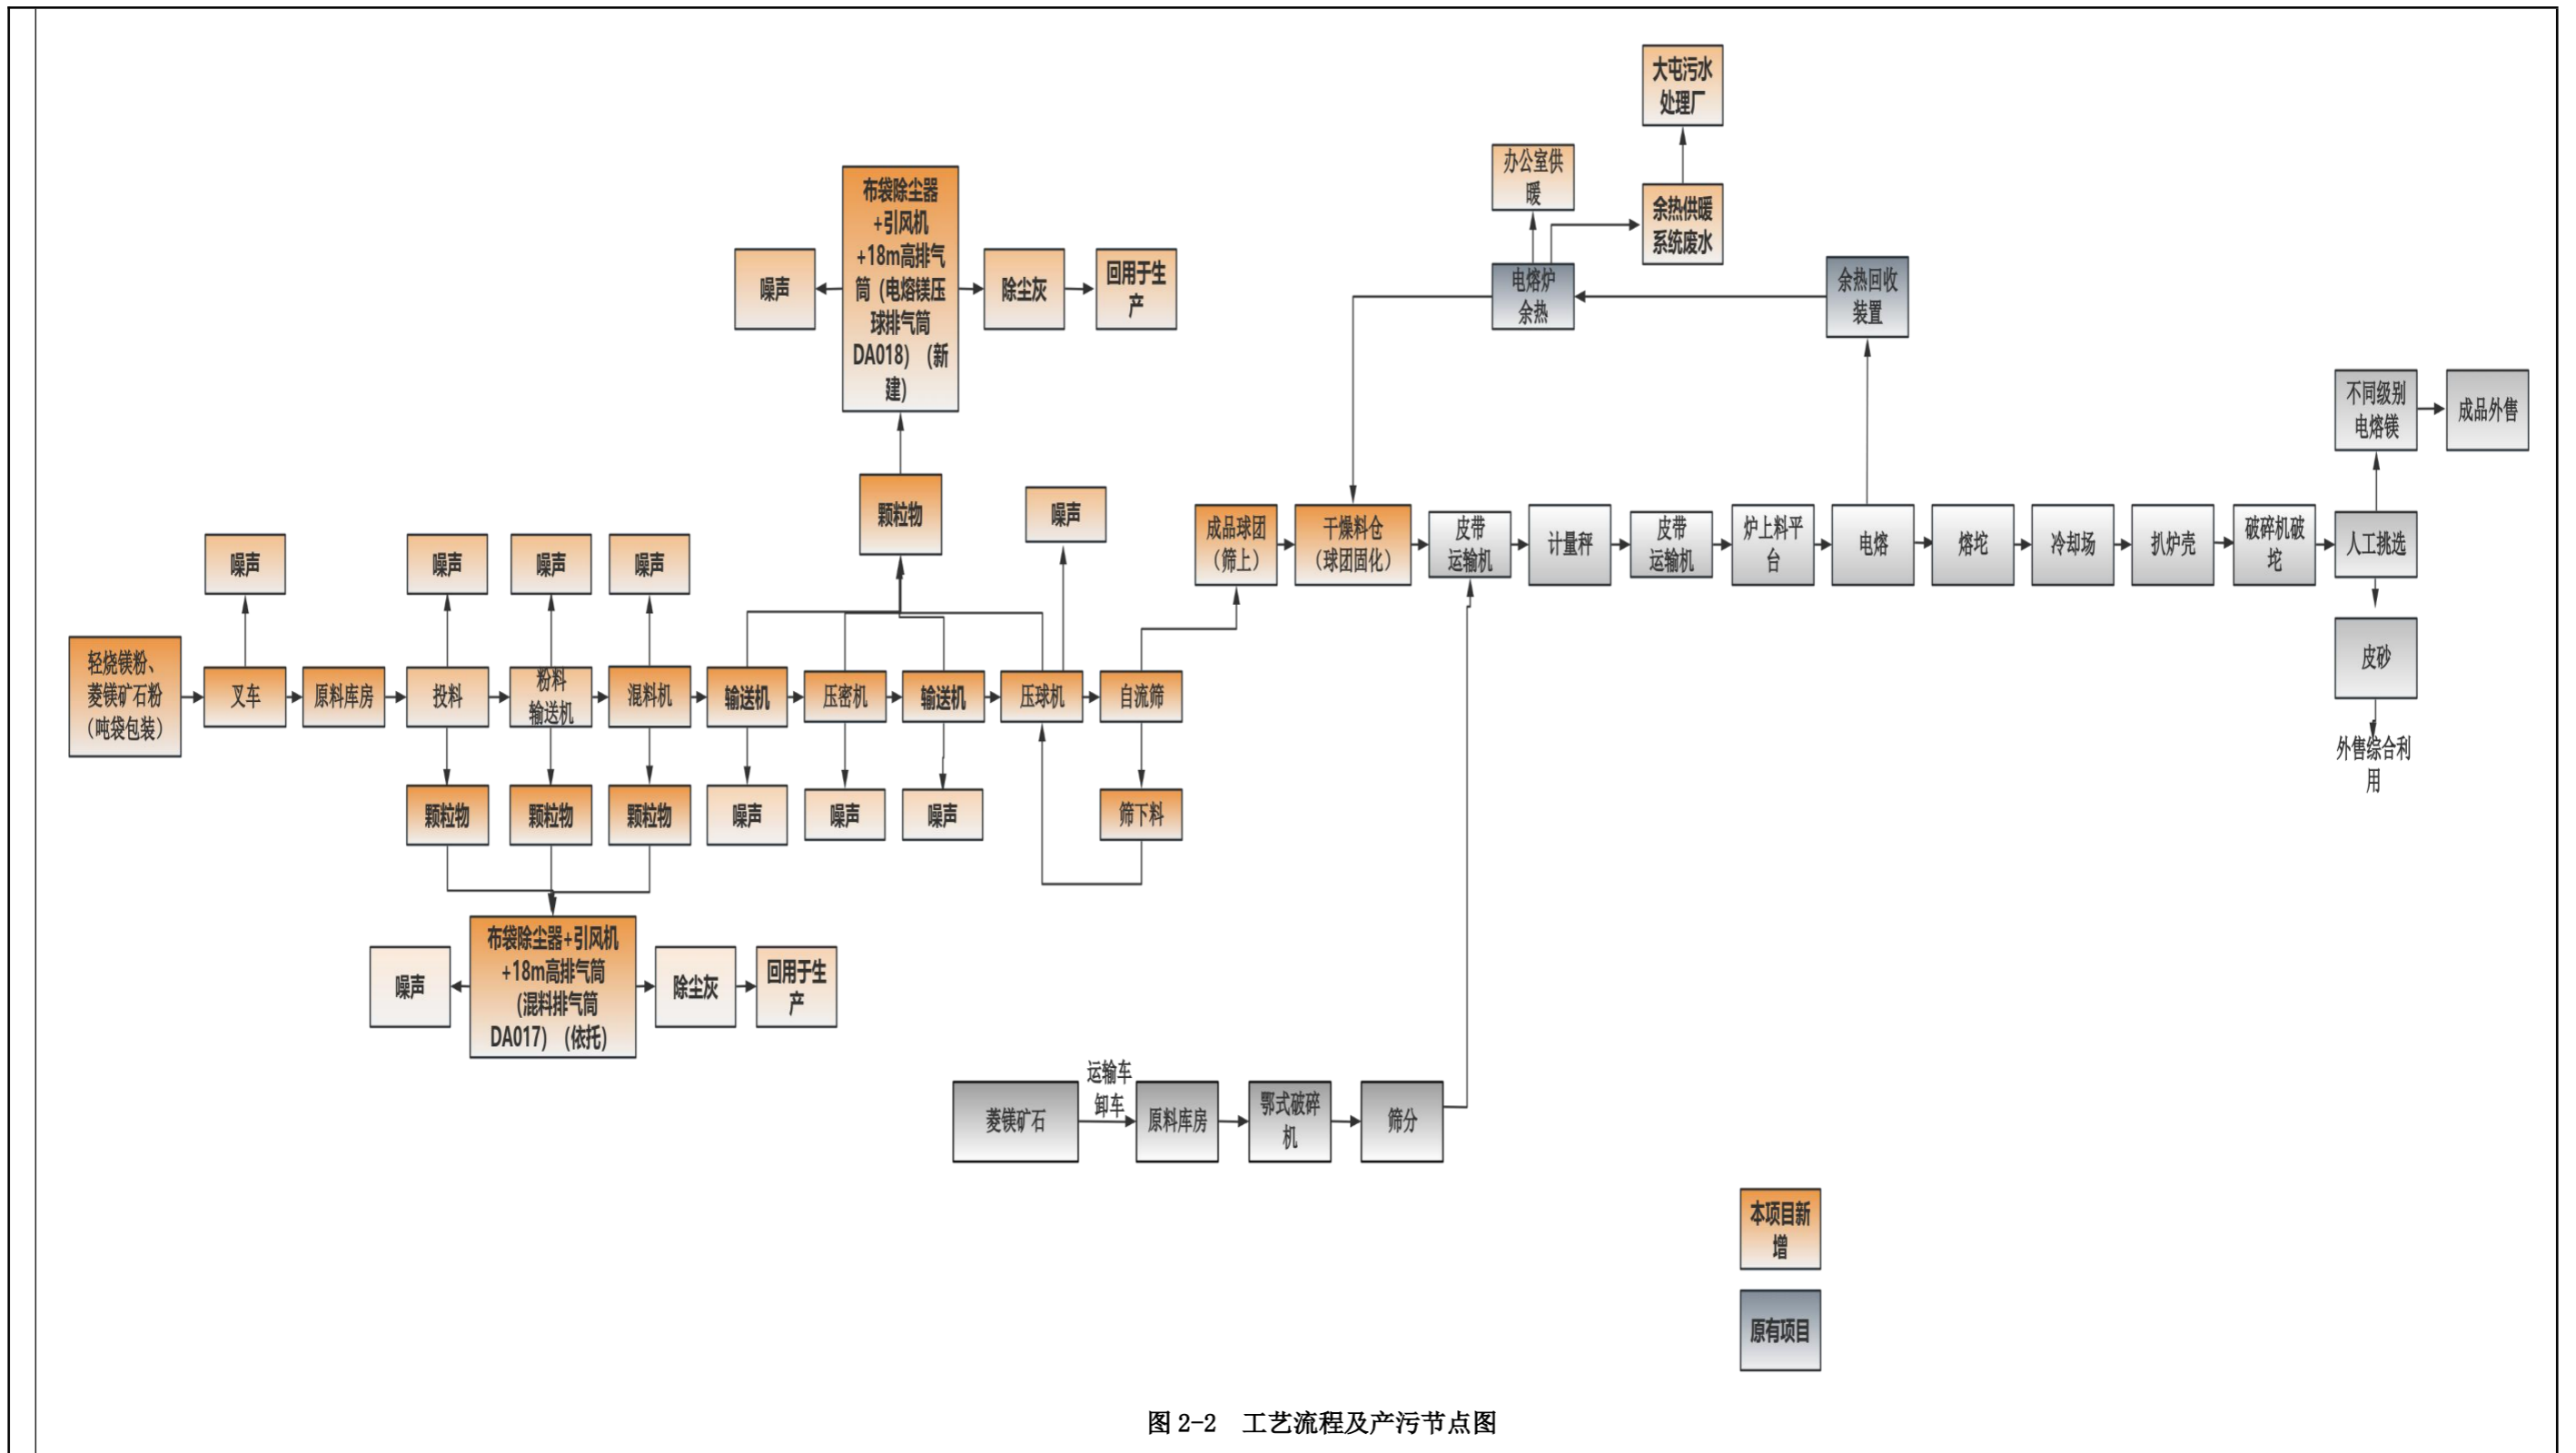 大屯污水
处理厂
办公室供
暖
余热供暖
系统废水
布袋除尘器
+引风机
+18m高排气
筒（电熔镁压
球排气筒
DA018）（新
建）
噪声
除尘灰
回用于生
产
电熔炉
余热
余热回收
装置
不同级别
电熔镁
成品外售
颗粒物
噪声
成品球团
（筛上）
干燥料仓
（球团固化）
皮带
运输机
计量秤
皮带
运输机
炉上料平
台
电熔
熔坨
冷却场
扒炉壳
破碎机破
坨
人工挑选
噪声
噪声
噪声
噪声
轻烧镁粉、
菱镁矿石粉
（吨袋包装）
叉车
原料库房
投料
粉料
输送机
混料机
输送机
压密机
输送机
压球机
自流筛
皮砂
外售综合利
用
颗粒物
颗粒物
颗粒物
噪声
噪声
噪声
筛下料
噪声
布袋除尘器+引风机
+18m高排气筒
（混料排气筒
DA017）（依托）
除尘灰
回用于生
产
菱镁矿石
运输车
卸车
原料库房
鄂式破碎
机
筛分
本项目新
增
原有项目
图 2-2 工艺流程及产污节点图